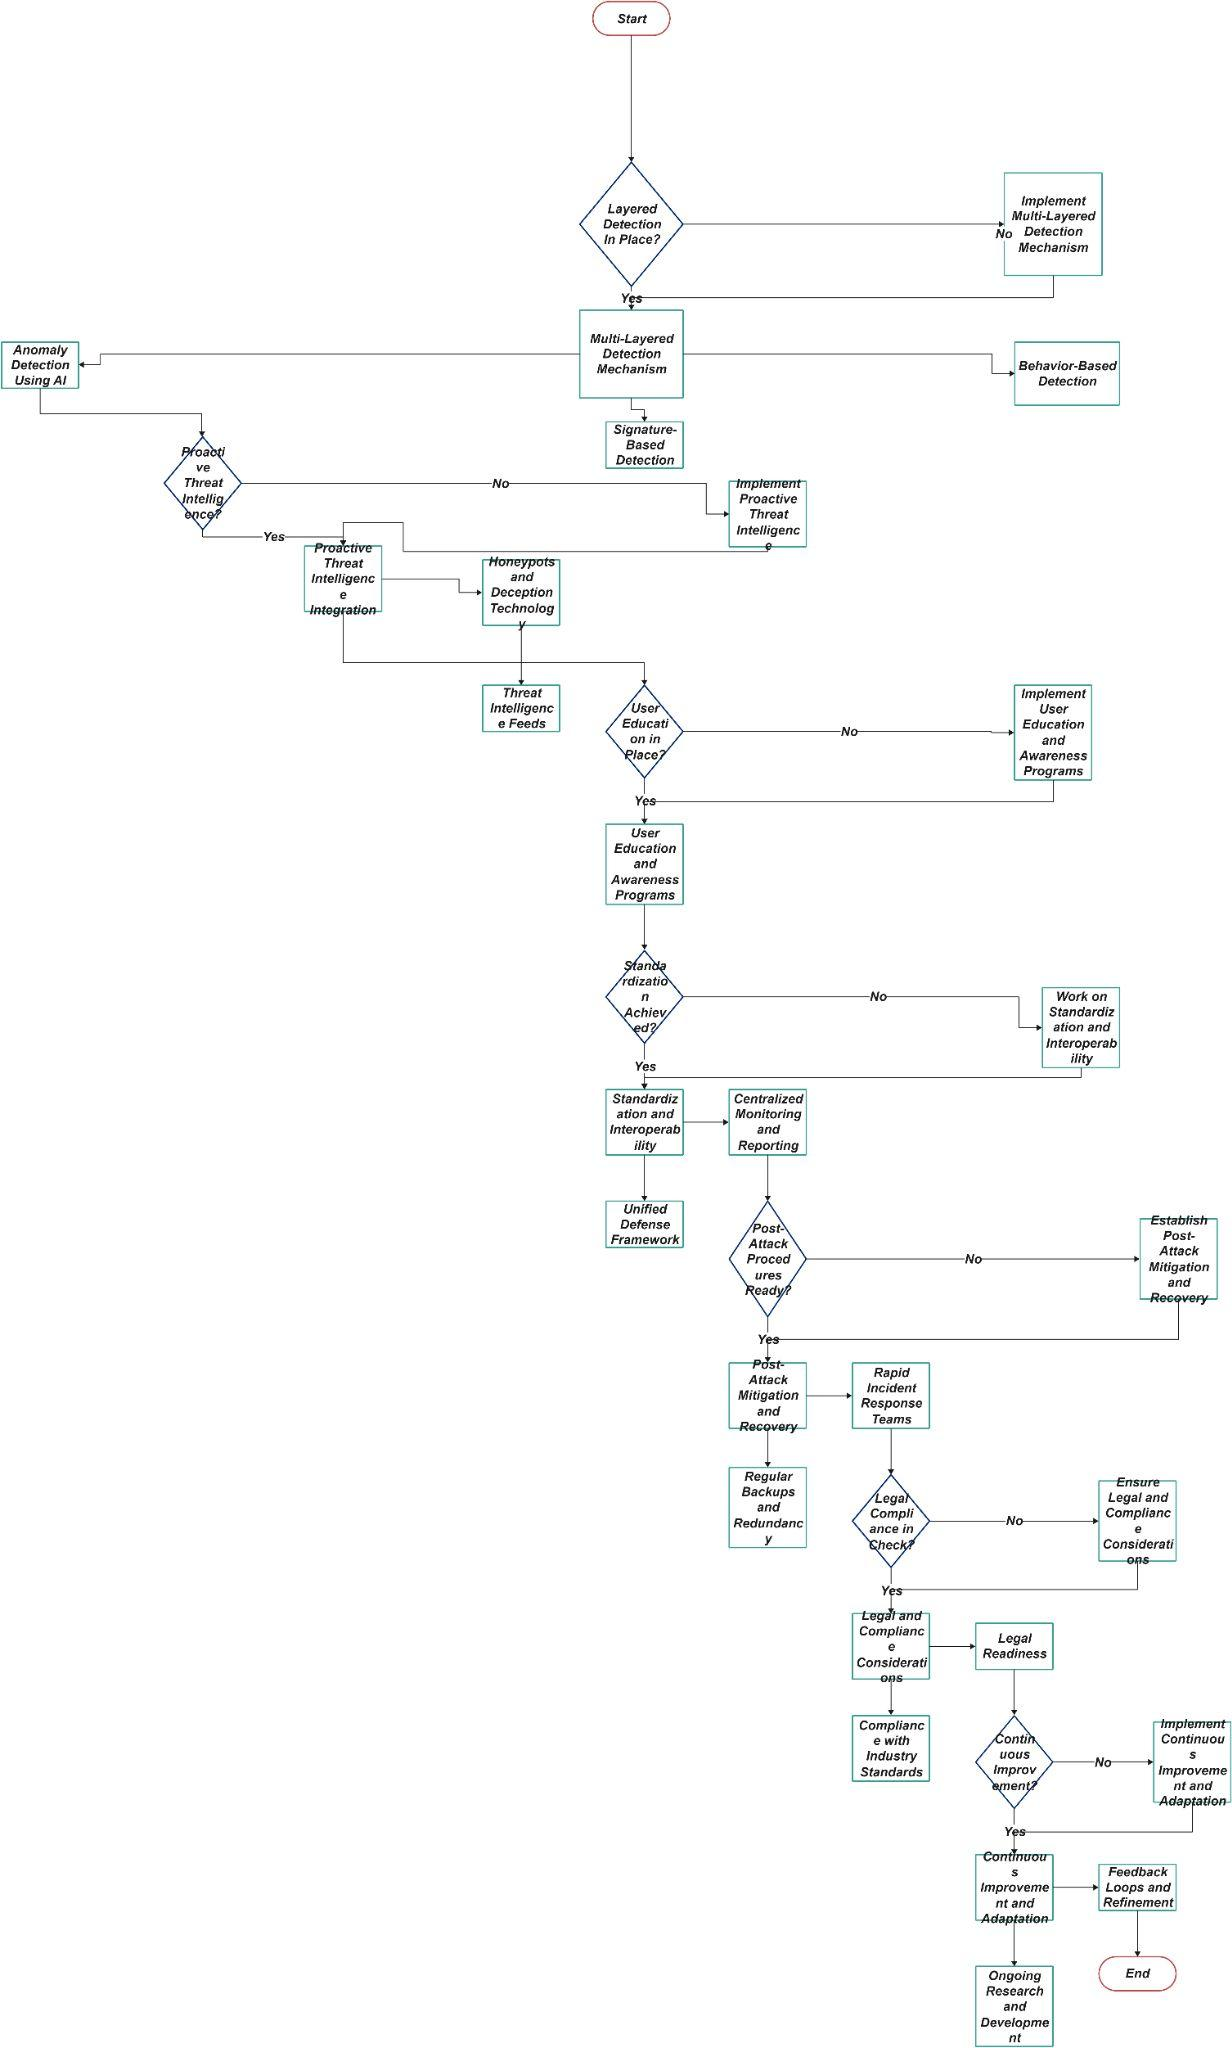 Start
Layered
Detection
In Place?
No
Implement
Multi-Layered
Detection
Mechanism
Yes
Multi-Layered
Detection
Mechanism
Anomaly
Detection
Using AI
Behavior-Based
Detection
Signature-
Based
Detection
Proacti
ve
Threat
Intellig
ence?
No
Implement
Proactive
Threat
Intelligenc
e
Yes
Proactive
Threat
Intelligenc
e
Integration
Honeypots
and
Deception
Technolog
y
Threat
Intelligenc
e Feeds
User
Educati
on in
Place?
No
Implement
User
Education
and
Awareness
Programs
Yes
User
Education
and
Awareness
Programs
Standa
rdizatio
n
Achiev
ed?
No
Work on
Standardiz
ation and
Interoperab
ility
Yes
Standardiz
ation and
Interoperab
ility
Centralized
Monitoring
and
Reporting
Unified
Defense
Framework
Post-
Attack
Proced
ures
Ready?
No
Establish
Post-
Attack
Mitigation
and
Recovery
Yes
Post-
Attack
Mitigation
and
Recovery
Rapid
Incident
Response
Teams
Regular
Backups
and
Redundanc
y
Legal
Compli
ance in
Check?
No
Ensure
Legal and
Complianc
e
Considerati
ons
Yes
Legal and
Complianc
e
Considerati
ons
Legal
Readiness
Complianc
e with
Industry
Standards
Contin
uous
Improv
ement?
No
Implement
Continuou
s
Improveme
nt and
Adaptation
Yes
Continuou
s
Improveme
nt and
Adaptation
Feedback
Loops and
Refinement
End
Ongoing
Research
and
Developme
nt